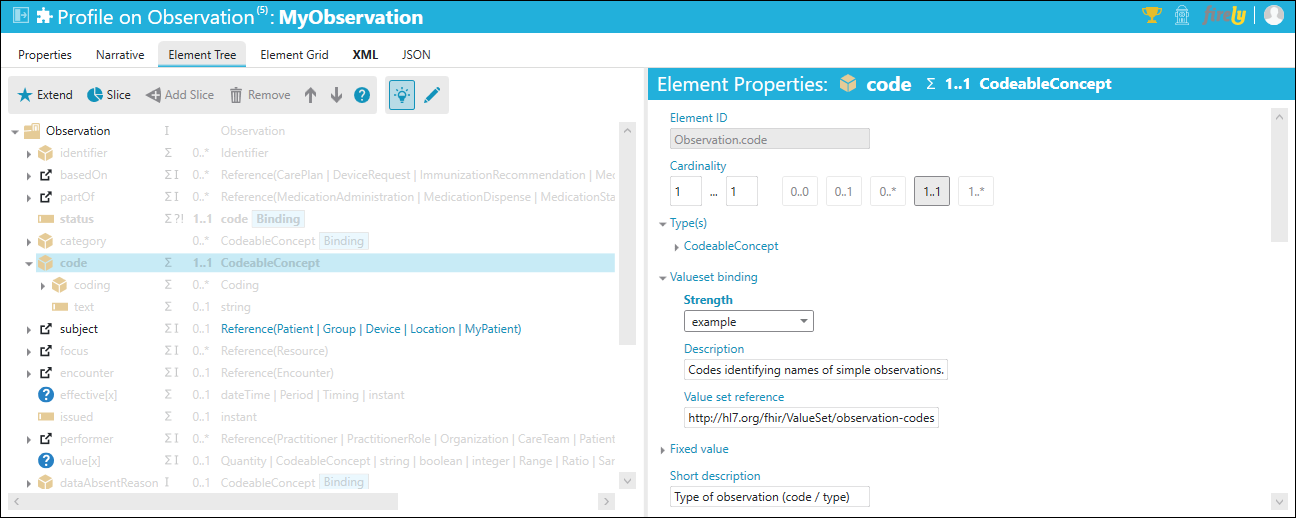 Profile on Observation (5): MyObservation
firely
Properties Narrative Element Tree Element Grid XML JSON
Extend Slice Add Slice Remove ?
Observation I Observation
identifier Σ 0..* Identifier
basedOn Σ I 0..* Reference(CarePlan | DeviceRequest | ImmunizationRecommendation | Med
partOf Σ I 0..* Reference(MedicationAdministration | MedicationDispense | MedicationSta
status Σ ?! 1..1 code Binding
category 0..* CodeableConcept Binding
code Σ 1..1 CodeableConcept
coding Σ 0..* Coding
text Σ 0..1 string
subject Σ I 0..1 Reference(Patient | Group | Device | Location | MyPatient)
focus Σ I 0..* Reference(Resource)
encounter Σ I 0..1 Reference(Encounter)
? effective[x] Σ 0..1 dateTime | Period | Timing | instant
issued Σ 0..1 instant
performer Σ I 0..* Reference(Practitioner | PractitionerRole | Organization | CareTeam | Patient
? value[x] Σ I 0..1 Quantity | CodeableConcept | string | boolean | integer | Range | Ratio | Sam
dataAbsentReason I 0..1 CodeableConcept Binding
Element Properties: code Σ 1..1 CodeableConcept
Element ID
Observation.code
Cardinality
1 ... 1 0..0 0..1 0..* 1..1 1..*
Type(s)
CodeableConcept
Valueset binding
Strength
example
Description
Codes identifying names of simple observations.
Value set reference
http://hl7.org/fhir/ValueSet/observation-codes
Fixed value
Short description
Type of observation (code / type)